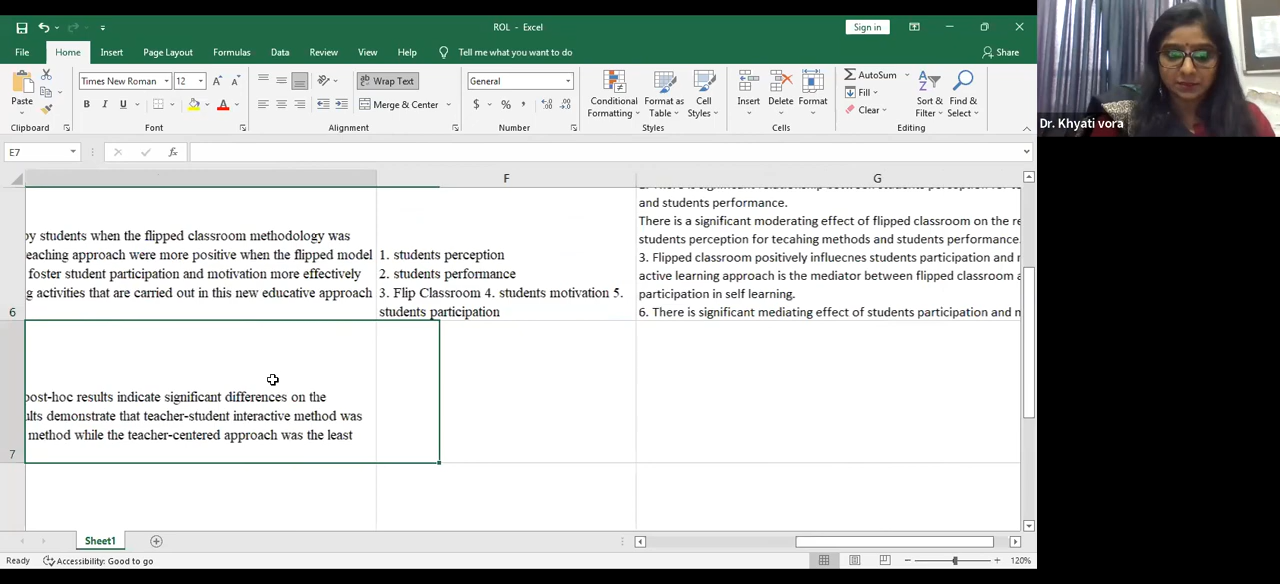 ROL - Excel
Sign in
File Home Insert Page Layout Formulas Data Review View Help Tell me what you want to do Share
Paste
Clipboard
Times New Roman 12
B I U
Font
Wrap Text
Merge & Center
Alignment
General
$ % ,
Number
Conditional Formatting
Format as Table
Cell Styles
Styles
Insert Delete Format
Cells
AutoSum
Fill
Clear
Sort & Filter
Find & Select
Editing
Dr. Khyati vora
E7
fx
F G
and students performance.
by students when the flipped classroom methodology was
There is a significant moderating effect of flipped classroom on the re
eaching approach were more positive when the flipped model
1. students perception
students perception for tecahing methods and students performance.
foster student participation and motivation more effectively
2. students performance
3. Flipped classroom positively influecnes students participation and
active learning approach is the mediator between flipped classroom a
g activities that are carried out in this new educative approach
3. Flip Classroom 4. students motivation 5.
participation in self learning.
6
students participation
6. There is significant mediating effect of students participation and
post-hoc results indicate significant differences on the
ults demonstrate that teacher-student interactive method was
method while the teacher-centered approach was the least
7
Sheet1
Ready
Accessibility: Good to go
120%